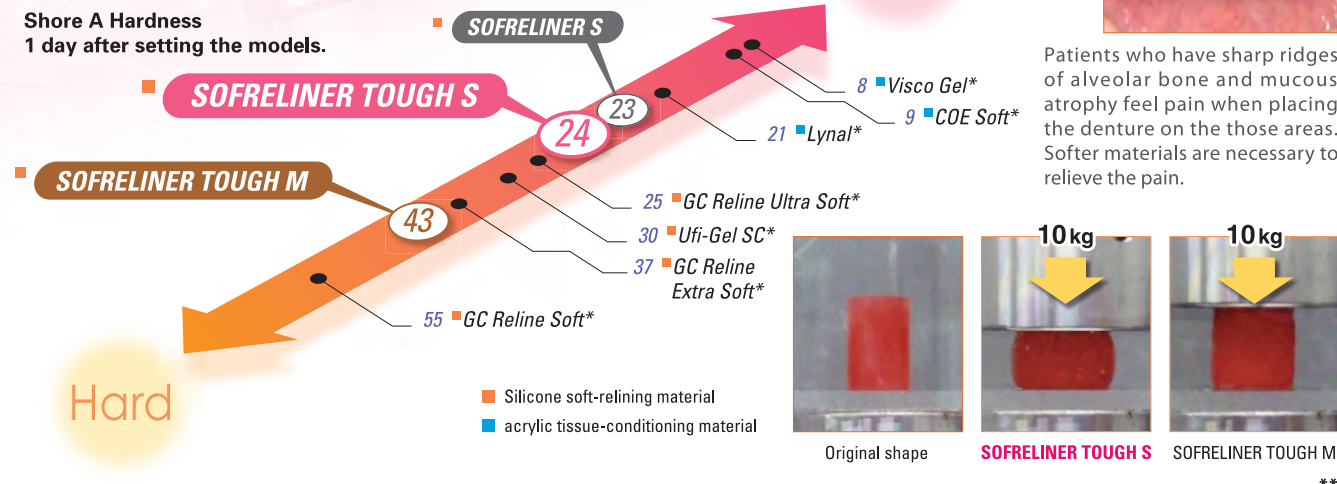 Shore A Hardness
1 day after setting the models.
SOFRELINER S
SOFRELINER TOUGH S
SOFRELINER TOUGH M
23
24
43
8 Visco Gel*
9 COE Soft*
21 Lynal*
25 GC Reline Ultra Soft*
30 Ufi-Gel SC*
37 GC Reline
Extra Soft*
55 GC Reline Soft*
Hard
Silicone soft-relining material
acrylic tissue-conditioning material
Patients who have sharp ridges
of alveolar bone and mucous
atrophy feel pain when placing
the denture on the those areas.
Softer materials are necessary to
relieve the pain.
10kg
10kg
Original shape
SOFRELINER TOUGH S
SOFRELINER TOUGH M
**